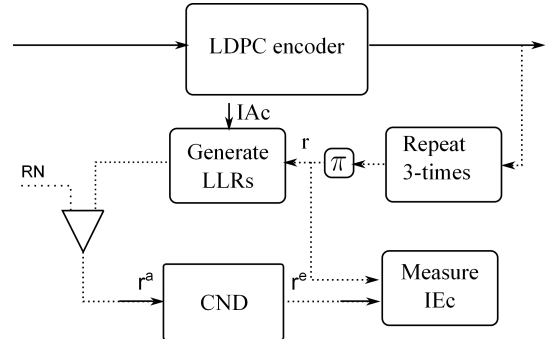 LDPC encoder
IAc
Generate
LLRs
r
π
Repeat
3-times
RN
r^a
CND
r^e
Measure
IEc